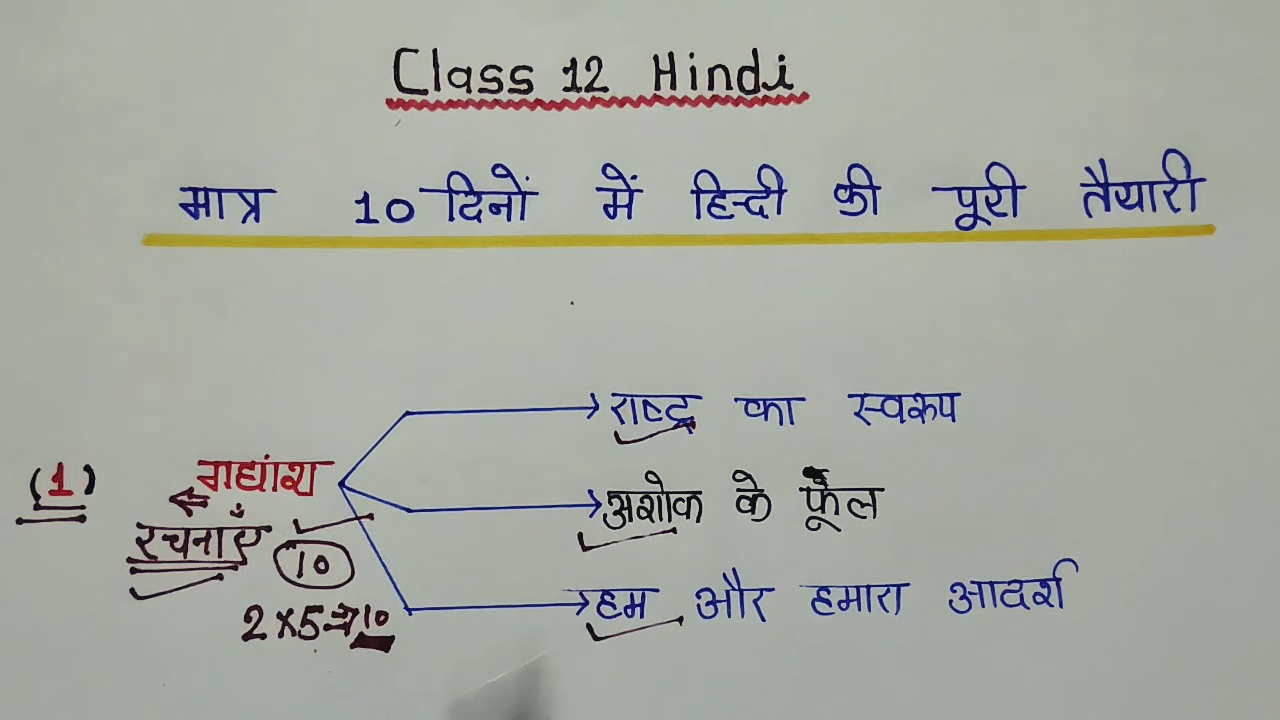 Class 12 Hindi
मात्र 10 दिनों में हिन्दी की पूरी तैयारी
राष्ट्र का स्वरूप
(1) गद्यांश
अशोक के फूल
रचनाएँ 10
हम और हमारा आदर्श
2×5⇒10